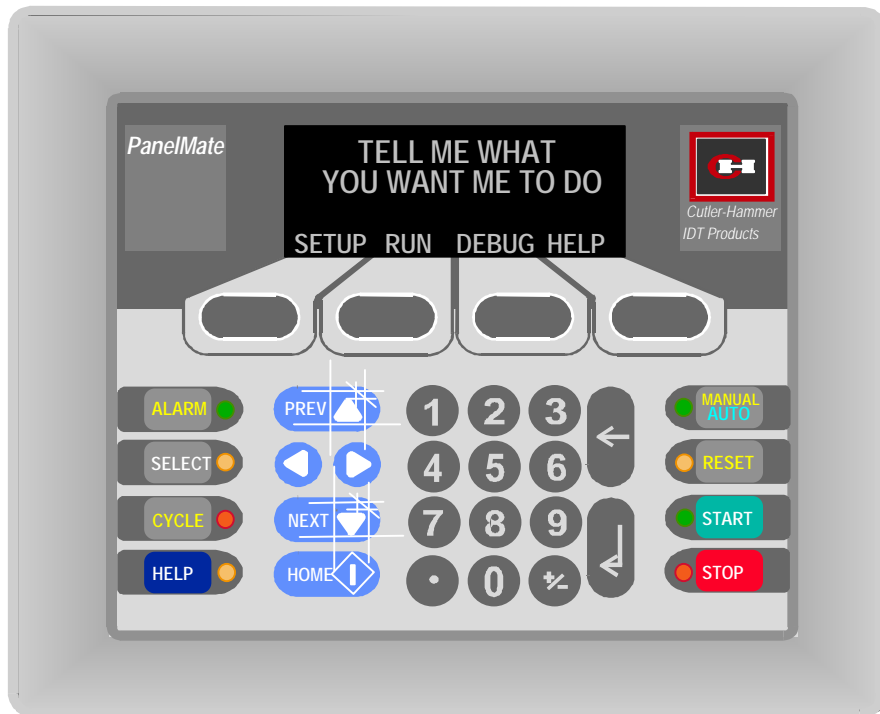 PanelMate
TELL ME WHAT
YOU WANT ME TO DO
SETUP RUN DEBUG HELP
Cutler-Hammer
IDT Products
ALARM
SELECT
CYCLE
HELP
PREV
NEXT
HOME
1 2 3
4 5 6
7 8 9
. 0 +/-
MANUAL
AUTO
RESET
START
STOP